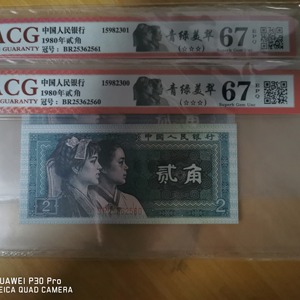 ACG 中国人民银行 15982301 青绿美翠 67 EPQ
GUARANTY 1980年贰角 (☆☆☆)
冠号：BR25362561
ACG 中国人民银行 15982300 青绿美翠 67 EPQ
GUARANTY 1980年贰角 (☆☆☆) Superb Gem Unc
冠号：BR25362560
中国人民银行
贰角
2 2
HUAWEI P30 Pro
LEICA QUAD CAMERA